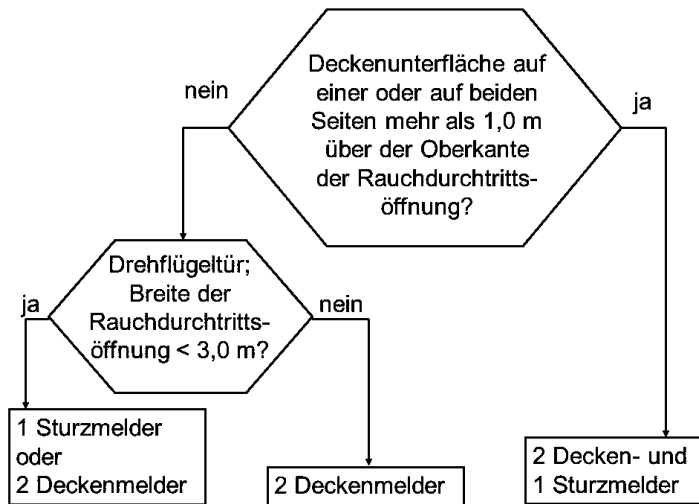 Deckenunterfläche auf
einer oder auf beiden
Seiten mehr als 1,0 m
über der Oberkante
der Rauchdurchtritts-
öffnung?
nein
ja
Drehflügeltür;
Breite der
Rauchdurchtritts-
öffnung < 3,0 m?
ja
nein
1 Sturzmelder
oder
2 Deckenmelder
2 Deckenmelder
2 Decken- und
1 Sturzmelder